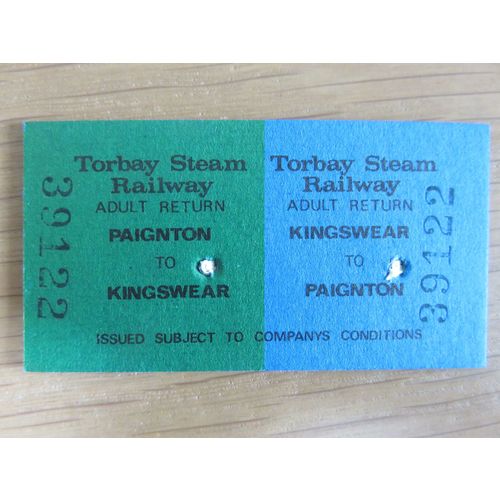 39122
Torbay Steam
Railway
ADULT RETURN
PAIGNTON
TO
KINGSWEAR
Torbay Steam
Railway
ADULT RETURN
KINGSWEAR
TO
PAIGNTON
39122
ISSUED SUBJECT TO COMPANYS CONDITIONS